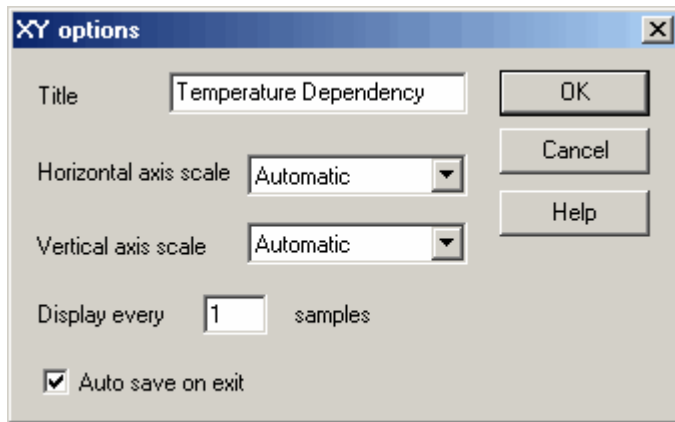 XY options
Title Temperature Dependency OK
Cancel
Horizontal axis scale Automatic
Help
Vertical axis scale Automatic
Display every 1 samples
Auto save on exit